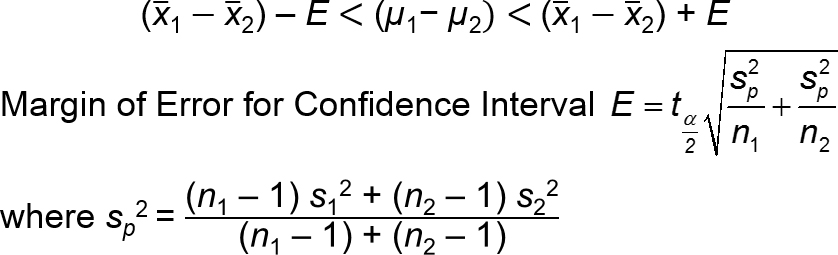 (x̅₁ – x̅₂) – E < (μ₁– μ₂) < (x̅₁ – x̅₂) + E
Margin of Error for Confidence Interval E = t_{α/2} √(s_p²/n₁ + s_p²/n₂)
where s_p² = ((n₁ – 1) s₁² + (n₂ – 1) s₂²)/((n₁ – 1) + (n₂ – 1))